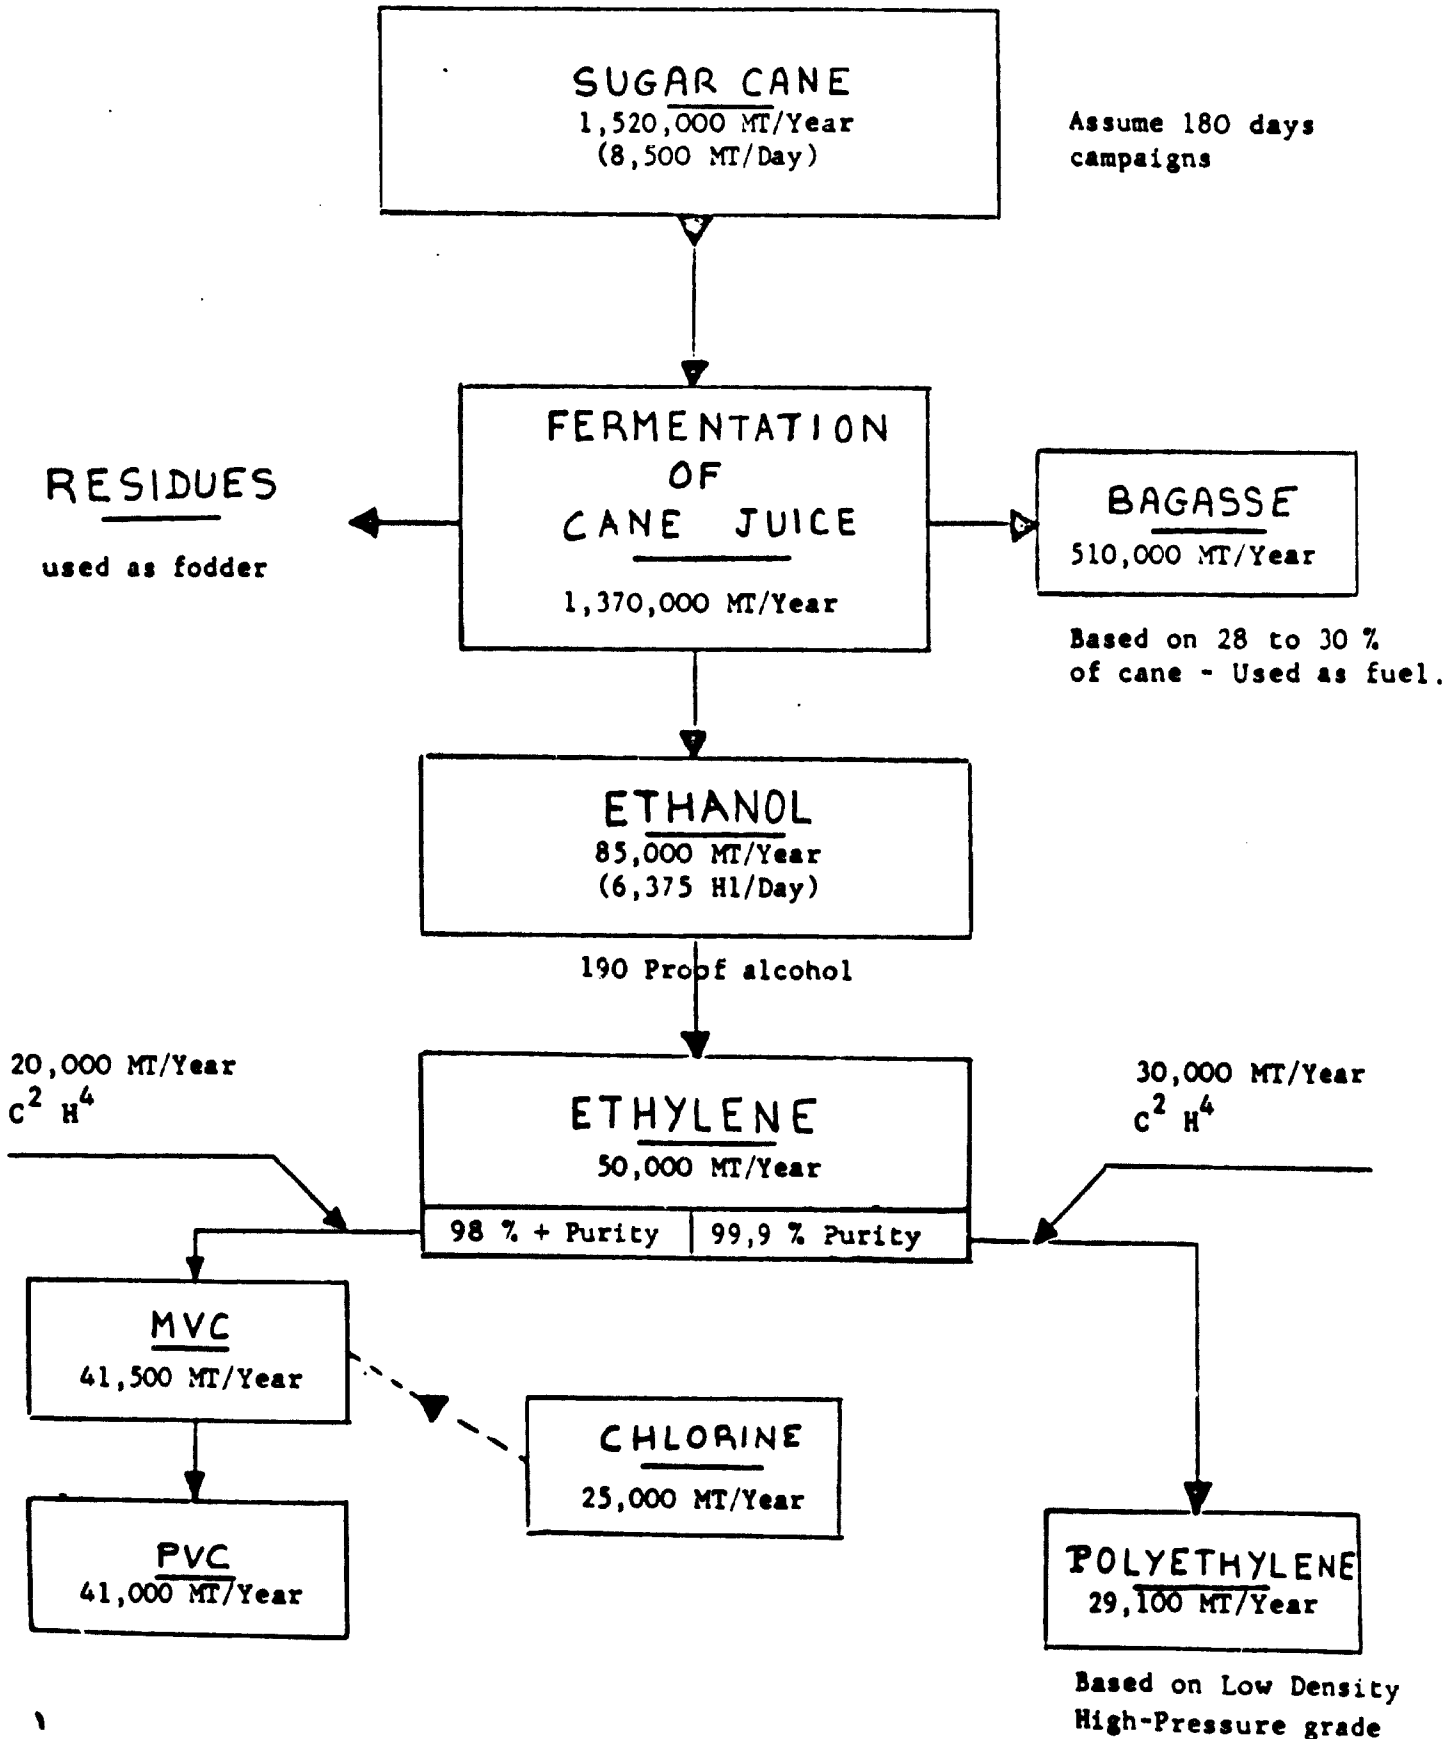 SUGAR CANE
1,520,000 MT/Year
(8,500 MT/Day)
Assume 180 days
campaigns
FERMENTATION
OF
CANE JUICE
1,370,000 MT/Year
RESIDUES
used as fodder
BAGASSE
510,000 MT/Year
Based on 28 to 30 %
of cane - Used as fuel.
ETHANOL
85,000 MT/Year
(6,375 Hl/Day)
190 Proof alcohol
20,000 MT/Year
C² H⁴
ETHYLENE
50,000 MT/Year
98 % + Purity
99,9 % Purity
30,000 MT/Year
C² H⁴
MVC
41,500 MT/Year
CHLORINE
25,000 MT/Year
PVC
41,000 MT/Year
POLYETHYLENE
29,100 MT/Year
Based on Low Density
High-Pressure grade